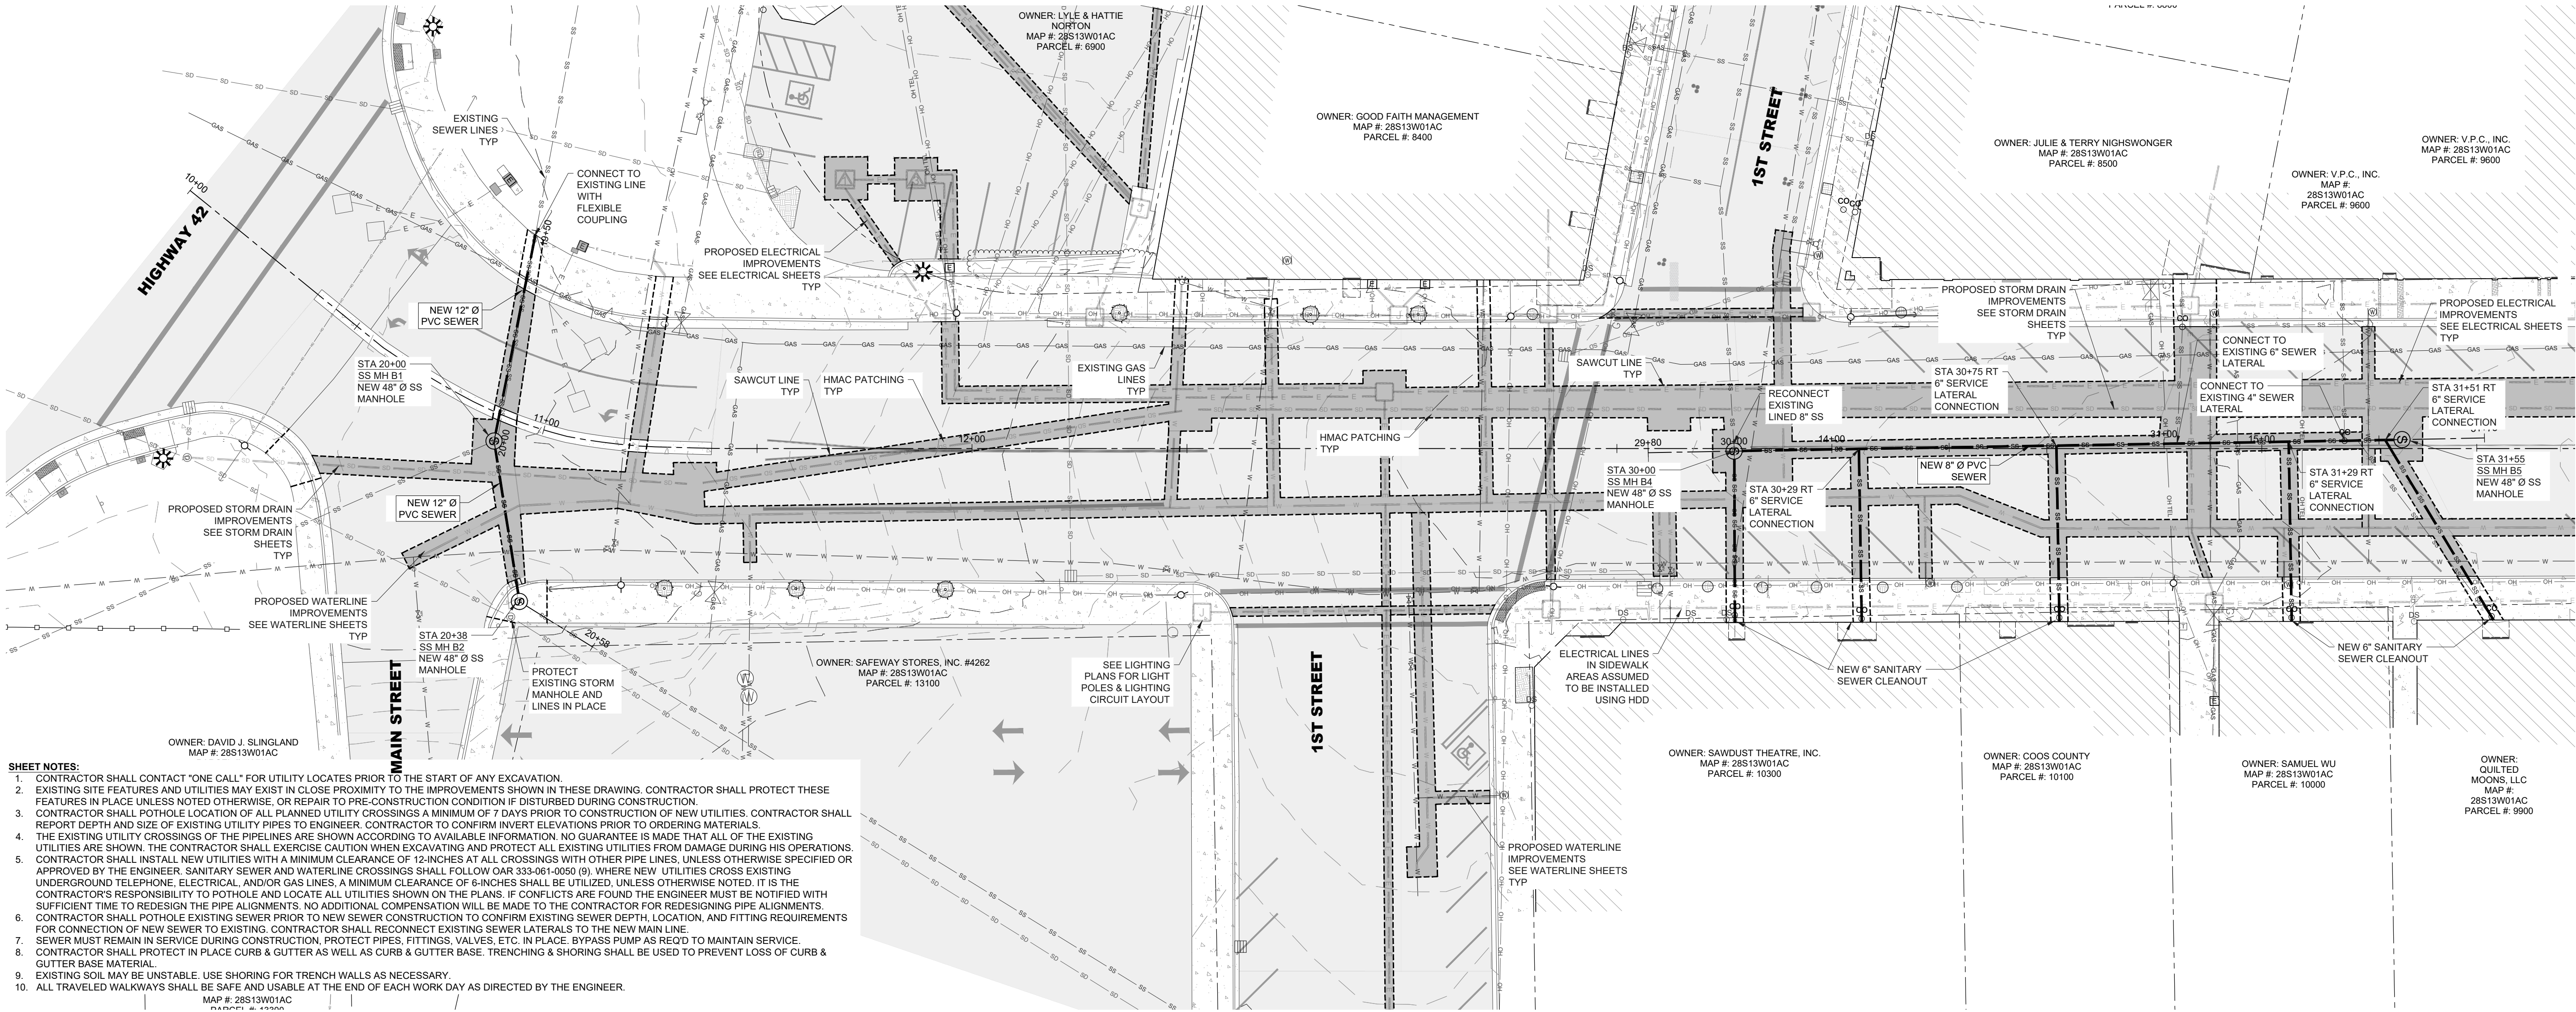 OWNER: LYLE & HATTIE
NORTON
MAP #: 28S13W01AC
PARCEL #: 6900
OWNER: GOOD FAITH MANAGEMENT
MAP #: 28S13W01AC
PARCEL #: 8400
1ST STREET
OWNER: JULIE & TERRY NIGHSWONGER
MAP #: 28S13W01AC
PARCEL #: 8500
OWNER: V.P.C., INC.
MAP #: 28S13W01AC
PARCEL #: 9600
OWNER: V.P.C., INC.
MAP #:
28S13W01AC
PARCEL #: 9600
EXISTING
SEWER LINES
TYP
CONNECT TO
EXISTING LINE
WITH
FLEXIBLE
COUPLING
10+00
HIGHWAY 42
19+50
PROPOSED ELECTRICAL
IMPROVEMENTS
SEE ELECTRICAL SHEETS
TYP
NEW 12" Ø
PVC SEWER
STA 20+00
SS MH B1
NEW 48" Ø SS
MANHOLE
20+00
11+00
SAWCUT LINE
TYP
HMAC PATCHING
TYP
12+00
EXISTING GAS
LINES
TYP
HMAC PATCHING
TYP
SAWCUT LINE
TYP
29+80
30+00
RECONNECT
EXISTING
LINED 8" SS
14+00
STA 30+75 RT
6" SERVICE
LATERAL
CONNECTION
PROPOSED STORM DRAIN
IMPROVEMENTS
SEE STORM DRAIN
SHEETS
TYP
CONNECT TO
EXISTING 6" SEWER
LATERAL
CONNECT TO
EXISTING 4" SEWER
LATERAL
PROPOSED ELECTRICAL
IMPROVEMENTS
SEE ELECTRICAL SHEETS
TYP
STA 31+51 RT
6" SERVICE
LATERAL
CONNECTION
31+00
15+00
STA 30+00
SS MH B4
NEW 48" Ø SS
MANHOLE
STA 30+29 RT
6" SERVICE
LATERAL
CONNECTION
NEW 8" Ø PVC
SEWER
STA 31+29 RT
6" SERVICE
LATERAL
CONNECTION
STA 31+55
SS MH B5
NEW 48" Ø SS
MANHOLE
NEW 12" Ø
PVC SEWER
PROPOSED STORM DRAIN
IMPROVEMENTS
SEE STORM DRAIN
SHEETS
TYP
PROPOSED WATERLINE
IMPROVEMENTS
SEE WATERLINE SHEETS
TYP
STA 20+38
SS MH B2
NEW 48" Ø SS
MANHOLE
20+58
MAIN STREET
PROTECT
EXISTING STORM
MANHOLE AND
LINES IN PLACE
OWNER: SAFEWAY STORES, INC. #4262
MAP #: 28S13W01AC
PARCEL #: 13100
SEE LIGHTING
PLANS FOR LIGHT
POLES & LIGHTING
CIRCUIT LAYOUT
1ST STREET
ELECTRICAL LINES
IN SIDEWALK
AREAS ASSUMED
TO BE INSTALLED
USING HDD
NEW 6" SANITARY
SEWER CLEANOUT
NEW 6" SANITARY
SEWER CLEANOUT
PROPOSED WATERLINE
IMPROVEMENTS
SEE WATERLINE SHEETS
TYP
OWNER: SAWDUST THEATRE, INC.
MAP #: 28S13W01AC
PARCEL #: 10300
OWNER: COOS COUNTY
MAP #: 28S13W01AC
PARCEL #: 10100
OWNER: SAMUEL WU
MAP #: 28S13W01AC
PARCEL #: 10000
OWNER:
QUILTED
MOONS, LLC
MAP #:
28S13W01AC
PARCEL #: 9900
OWNER: DAVID J. SLINGLAND
MAP #: 28S13W01AC
SHEET NOTES:
1. CONTRACTOR SHALL CONTACT "ONE CALL" FOR UTILITY LOCATES PRIOR TO THE START OF ANY EXCAVATION.
2. EXISTING SITE FEATURES AND UTILITIES MAY EXIST IN CLOSE PROXIMITY TO THE IMPROVEMENTS SHOWN IN THESE DRAWING. CONTRACTOR SHALL PROTECT THESE
FEATURES IN PLACE UNLESS NOTED OTHERWISE, OR REPAIR TO PRE-CONSTRUCTION CONDITION IF DISTURBED DURING CONSTRUCTION.
3. CONTRACTOR SHALL POTHOLE LOCATION OF ALL PLANNED UTILITY CROSSINGS A MINIMUM OF 7 DAYS PRIOR TO CONSTRUCTION OF NEW UTILITIES. CONTRACTOR SHALL
REPORT DEPTH AND SIZE OF EXISTING UTILITY PIPES TO ENGINEER. CONTRACTOR TO CONFIRM INVERT ELEVATIONS PRIOR TO ORDERING MATERIALS.
4. THE EXISTING UTILITY CROSSINGS OF THE PIPELINES ARE SHOWN ACCORDING TO AVAILABLE INFORMATION. NO GUARANTEE IS MADE THAT ALL OF THE EXISTING
UTILITIES ARE SHOWN. THE CONTRACTOR SHALL EXERCISE CAUTION WHEN EXCAVATING AND PROTECT ALL EXISTING UTILITIES FROM DAMAGE DURING HIS OPERATIONS.
5. CONTRACTOR SHALL INSTALL NEW UTILITIES WITH A MINIMUM CLEARANCE OF 12-INCHES AT ALL CROSSINGS WITH OTHER PIPE LINES, UNLESS OTHERWISE SPECIFIED OR
APPROVED BY THE ENGINEER. SANITARY SEWER AND WATERLINE CROSSINGS SHALL FOLLOW OAR 333-061-0050 (9). WHERE NEW UTILITIES CROSS EXISTING
UNDERGROUND TELEPHONE, ELECTRICAL, AND/OR GAS LINES, A MINIMUM CLEARANCE OF 6-INCHES SHALL BE UTILIZED, UNLESS OTHERWISE NOTED. IT IS THE
CONTRACTORS RESPONSIBILITY TO POTHOLE AND LOCATE ALL UTILITIES SHOWN ON THE PLANS. IF CONFLICTS ARE FOUND THE ENGINEER MUST BE NOTIFIED WITH
SUFFICIENT TIME TO REDESIGN THE PIPE ALIGNMENTS. NO ADDITIONAL COMPENSATION WILL BE MADE TO THE CONTRACTOR FOR REDESIGNING PIPE ALIGNMENTS.
6. CONTRACTOR SHALL POTHOLE EXISTING SEWER PRIOR TO NEW SEWER CONSTRUCTION TO CONFIRM EXISTING SEWER DEPTH, LOCATION, AND FITTING REQUIREMENTS
FOR CONNECTION OF NEW SEWER TO EXISTING. CONTRACTOR SHALL RECONNECT EXISTING SEWER LATERALS TO THE NEW MAIN LINE.
7. SEWER MUST REMAIN IN SERVICE DURING CONSTRUCTION, PROTECT PIPES, FITTINGS, VALVES, ETC. IN PLACE. BYPASS PUMP AS REQ'D TO MAINTAIN SERVICE.
8. CONTRACTOR SHALL PROTECT IN PLACE CURB & GUTTER AS WELL AS CURB & GUTTER BASE. TRENCHING & SHORING SHALL BE USED TO PREVENT LOSS OF CURB &
GUTTER BASE MATERIAL.
9. EXISTING SOIL MAY BE UNSTABLE. USE SHORING FOR TRENCH WALLS AS NECESSARY.
10. ALL TRAVELED WALKWAYS SHALL BE SAFE AND USABLE AT THE END OF EACH WORK DAY AS DIRECTED BY THE ENGINEER.
MAP #: 28S13W01AC